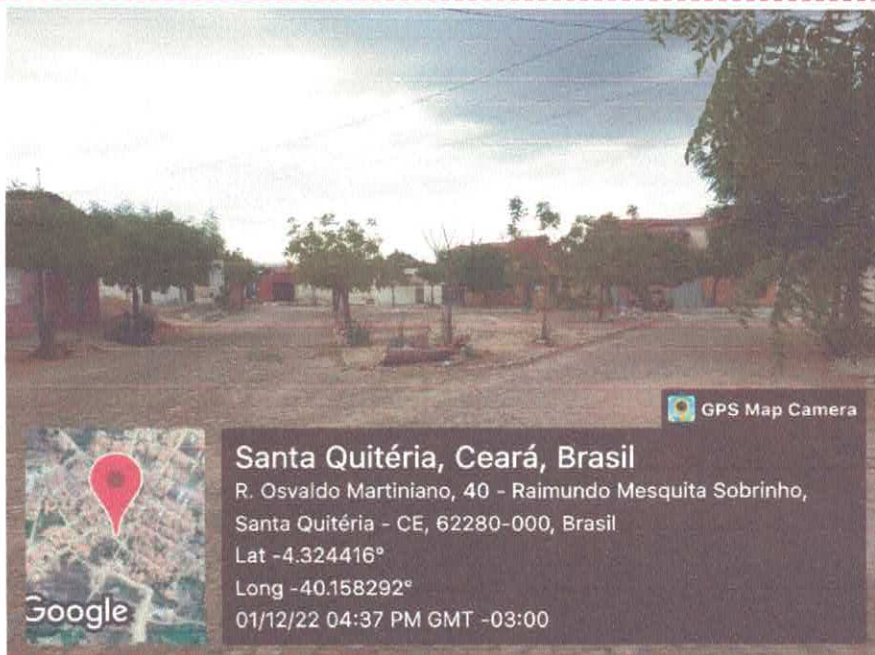 GPS Map Camera
Santa Quitéria, Ceará, Brasil
R. Osvaldo Martiniano, 40 - Raimundo Mesquita Sobrinho,
Santa Quitéria - CE, 62280-000, Brasil
Lat -4.324416°
Long -40.158292°
01/12/22 04:37 PM GMT -03:00
Google